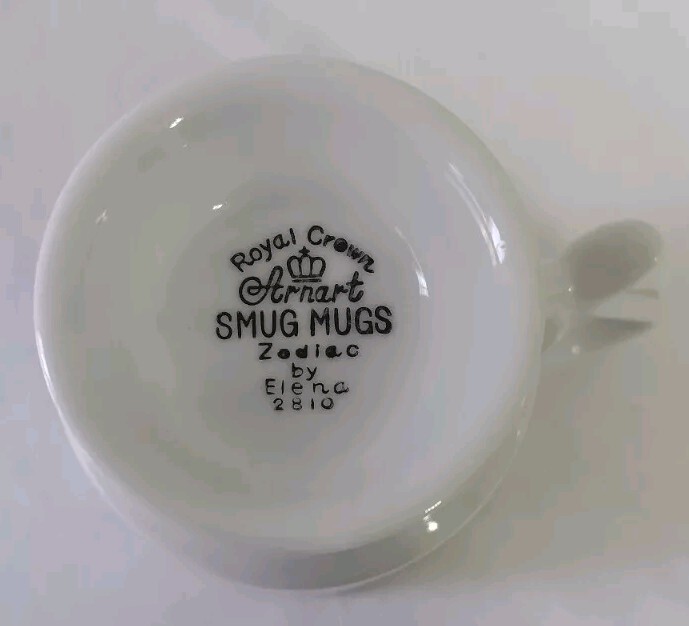 Royal Crown
Arnart
SMUG MUGS
Zodiac
by
Elena
2810